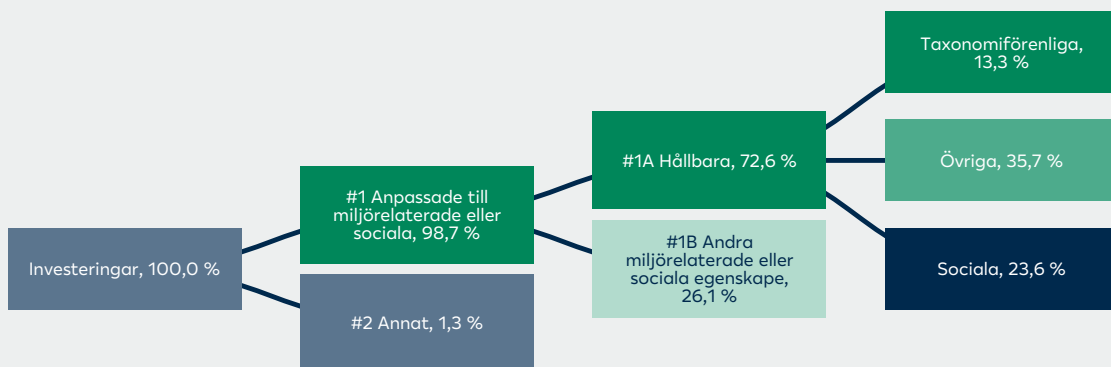 Investeringar, 100,0 %
#1 Anpassade till
miljörelaterade eller
sociala, 98,7 %
#2 Annat, 1,3 %
#1A Hållbara, 72,6 %
#1B Andra
miljörelaterade eller
sociala egenskape,
26,1 %
Taxonomiförenliga,
13,3 %
Övriga, 35,7 %
Sociala, 23,6 %